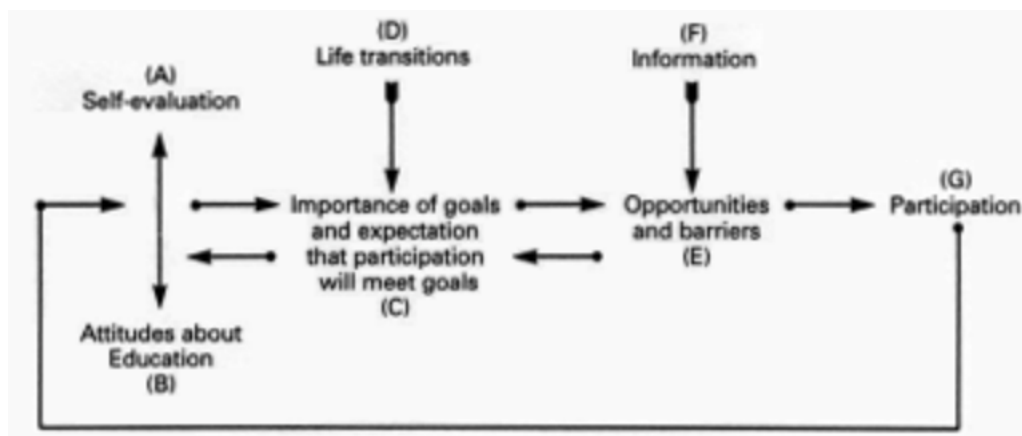 (A)
Self-evaluation
(D)
Life transitions
(F)
Information
Importance of goals
and expectation
that participation
will meet goals
(C)
Opportunities
and barriers
(E)
(G)
Participation
Attitudes about
Education
(B)